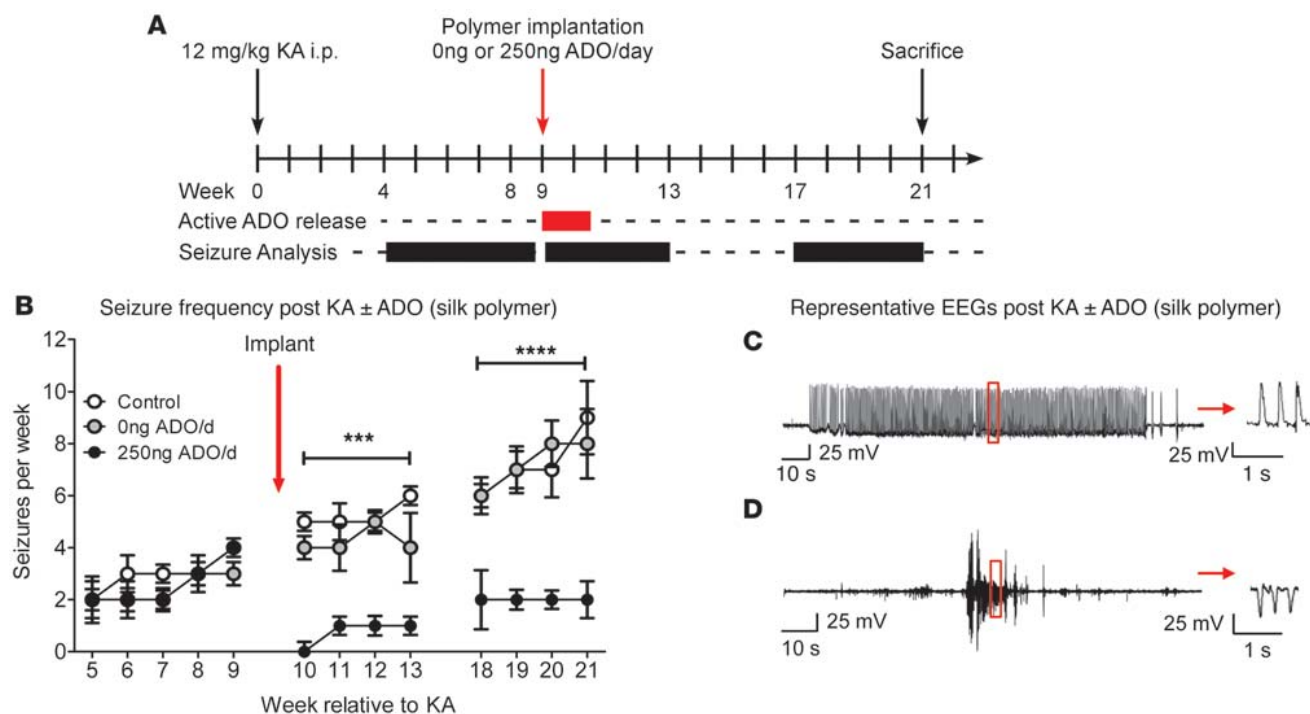 A
12 mg/kg KA i.p.
Polymer implantation
0ng or 250ng ADO/day
Sacrifice
Week
0 4 8 9 13 17 21
Active ADO release
Seizure Analysis
B Seizure frequency post KA ± ADO (silk polymer)
Seizures per week
12
10
8
6
4
2
0
Implant
Control
0ng ADO/d
250ng ADO/d
***
****
5 6 7 8 9 10 11 12 13 18 19 20 21
Week relative to KA
Representative EEGs post KA ± ADO (silk polymer)
C
25 mV
10 s
25 mV
1 s
D
25 mV
10 s
25 mV
1 s